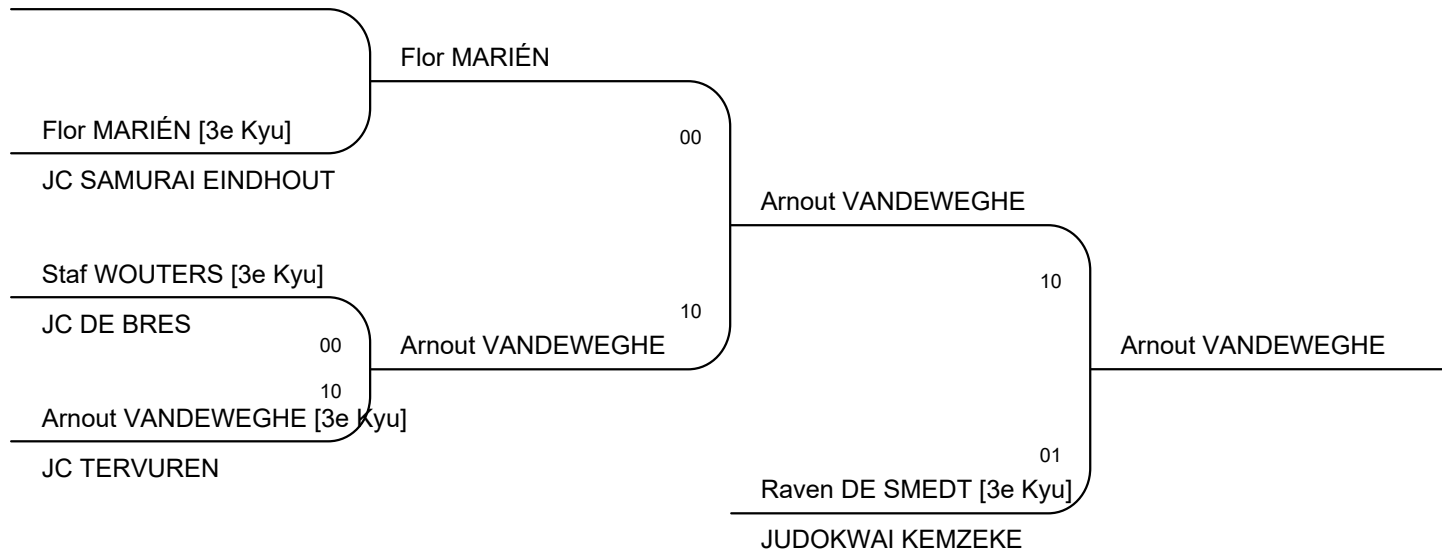 Flor MARIÉN
Flor MARIÉN [3e Kyu]
00
JC SAMURAI EINDHOUT
Arnout VANDEWEGHE
Staf WOUTERS [3e Kyu]
10
JC DE BRES
10
00
Arnout VANDEWEGHE
Arnout VANDEWEGHE
10
Arnout VANDEWEGHE [3e Kyu]
01
JC TERVUREN
Raven DE SMEDT [3e Kyu]
JUDOKWAI KEMZEKE